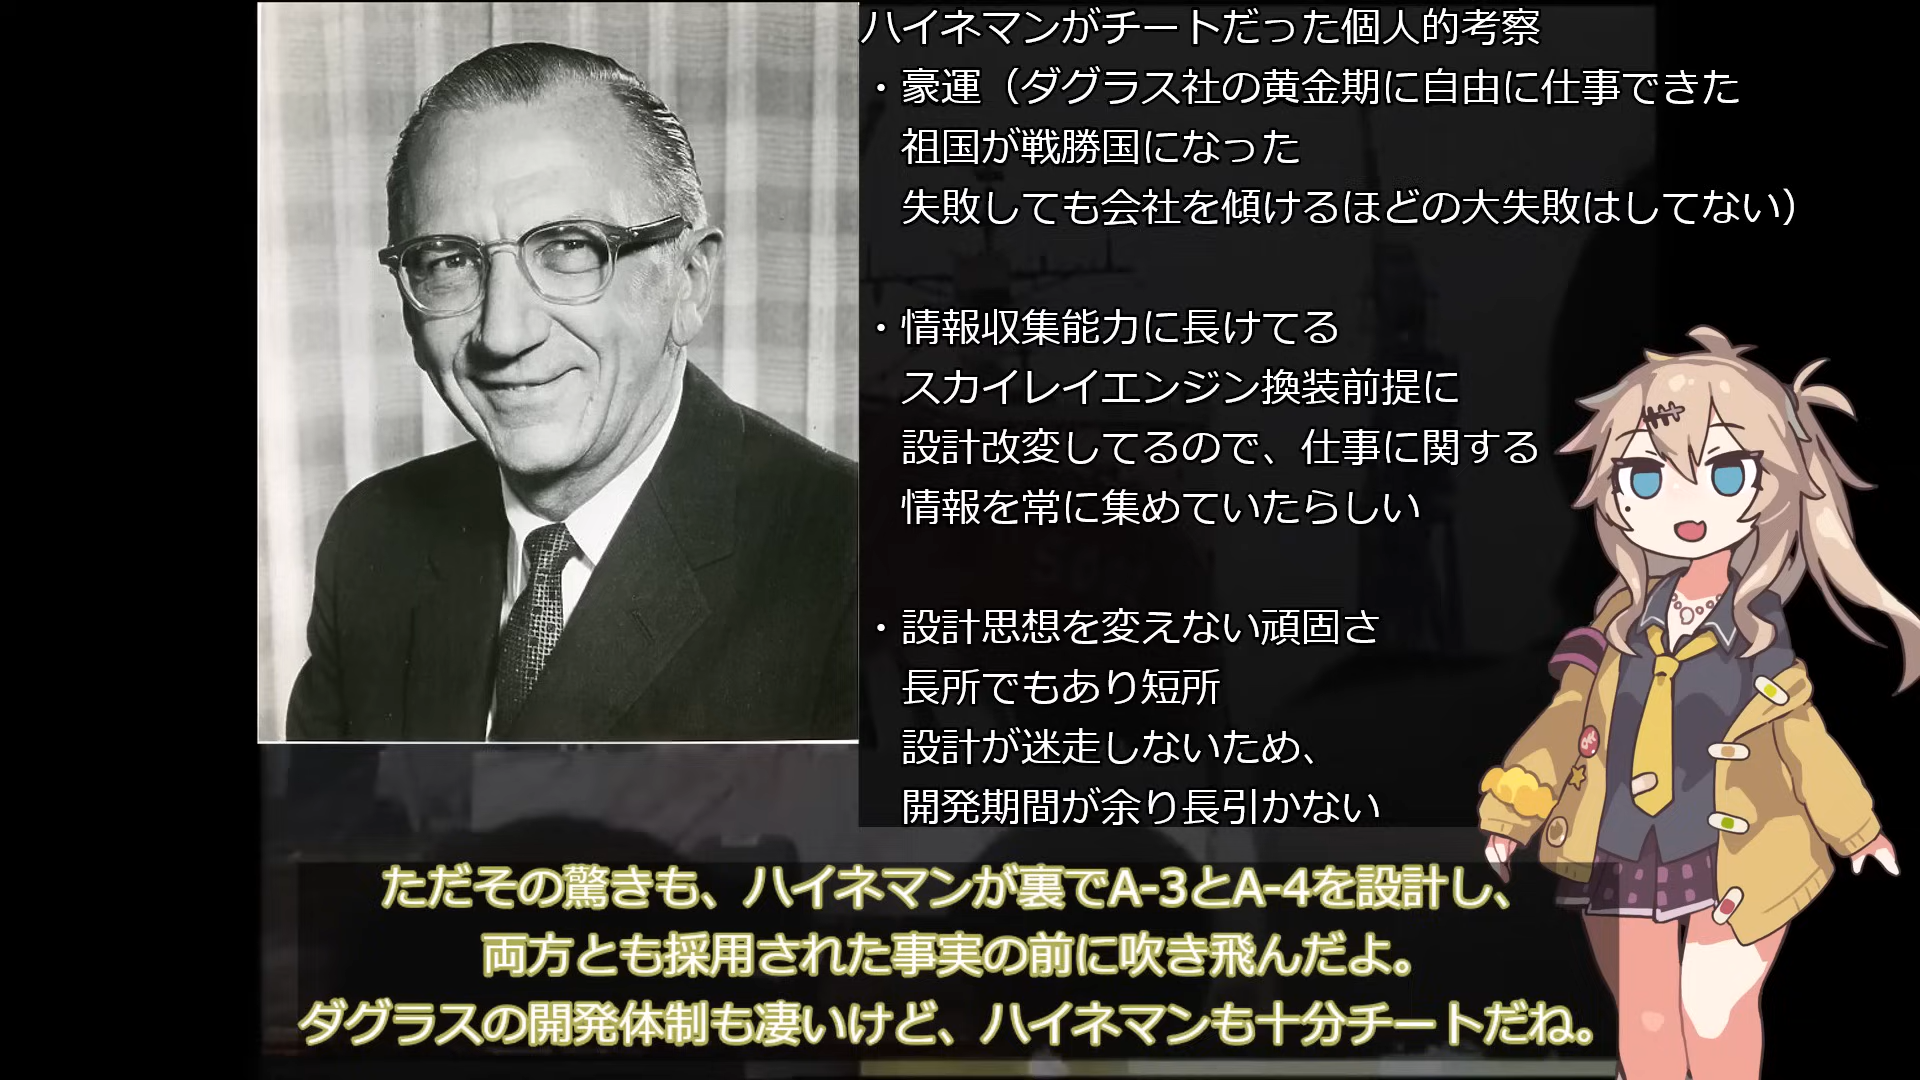 ハイネマンがチートだった個人的考察
・豪運（ダグラス社の黄金期に自由に仕事できた
祖国が戦勝国になった
失敗しても会社を傾けるほどの大失敗はしてない）
・情報収集能力に長けてる
スカイレイエンジン換装前提に
設計改変してるので、仕事に関する
情報を常に集めていたらしい
・設計思想を変えない頑固さ
長所でもあり短所
設計が迷走しないため、
開発期間が余り長引かない
ただその驚きも、ハイネマンが裏でA-3とA-4を設計し、
両方とも採用された事実の前に吹き飛んだよ。
ダグラスの開発体制も凄いけど、ハイネマンも十分チートだね。